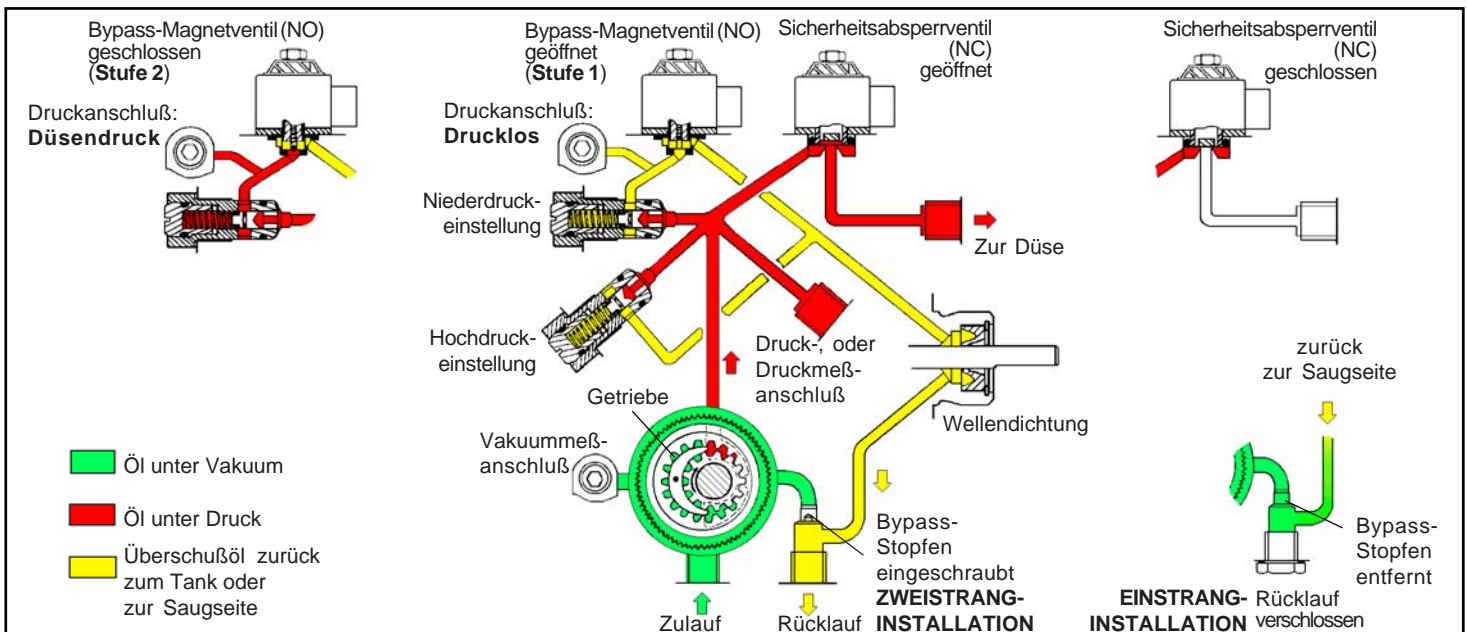 Bypass-Magnetventil (NO)
geschlossen
(Stufe 2)
Druckanschluß:
Düsendruck
Bypass-Magnetventil (NO)
geöffnet
(Stufe 1)
Druckanschluß:
Drucklos
Sicherheitsabsperrventil
(NC)
geöffnet
Sicherheitsabsperrventil
(NC)
geschlossen
Niederdruck-
einstellung
Zur Düse
Hochdruck-
einstellung
Druck-, oder
Druckmeß-
anschluß
Getriebe
Vakuummeß-
anschluß
Wellendichtung
zurück
zur Saugseite
Öl unter Vakuum
Öl unter Druck
Überschußöl zurück
zum Tank oder
zur Saugseite
Bypass-
Stopfen
eingeschraubt
ZWEISTRANG-
INSTALLATION
Zulauf
Rücklauf
Bypass-
Stopfen
entfernt
EINSTRANG-
INSTALLATION
Rücklauf
verschlossen